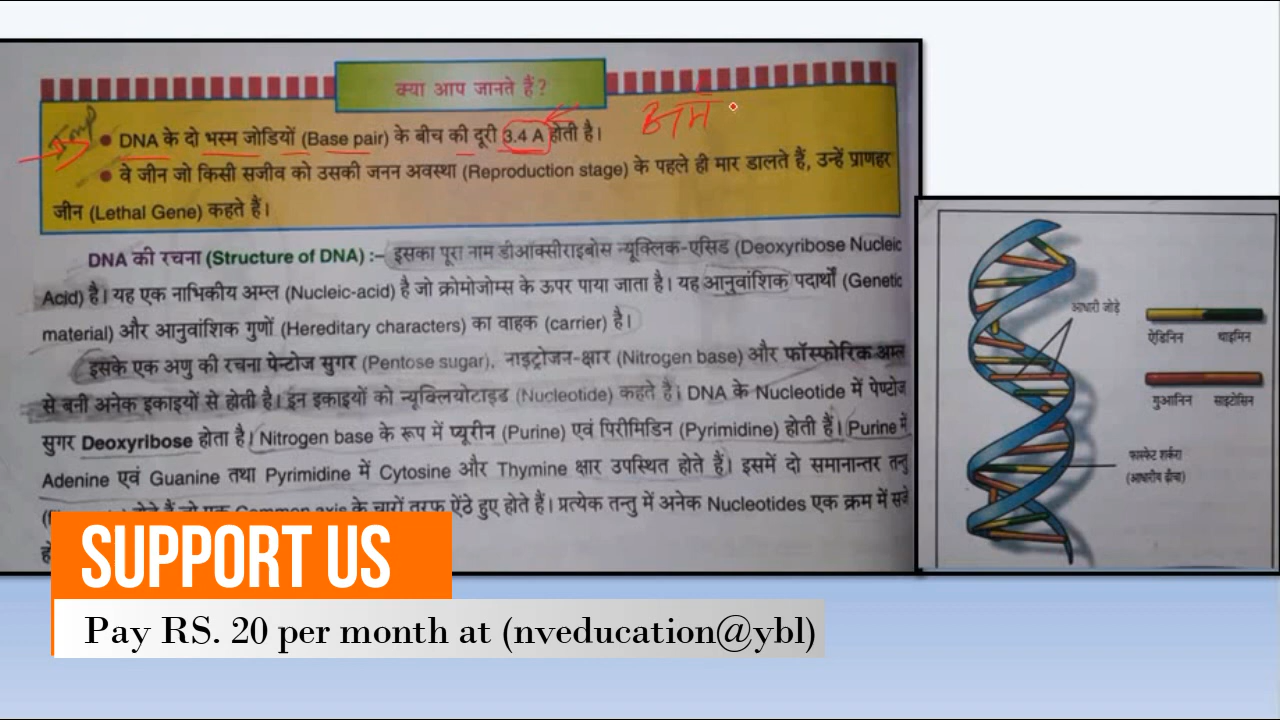 क्या आप जानते हैं?
Imp
● DNA के दो भस्म जोडियों (Base pair) के बीच की दूरी 3.4 A होती है।
● वे जीन जो किसी सजीव को उसकी जनन अवस्था (Reproduction stage) के पहले ही मार डालते हैं, उन्हें प्राणहर
जीन (Lethal Gene) कहते हैं।
DNA की रचना (Structure of DNA) :– इसका पूरा नाम डीऑक्सीराइबोस न्यूक्लिक-एसिड (Deoxyribose Nucleic
Acid) है। यह एक नाभिकीय अम्ल (Nucleic-acid) है जो क्रोमोजोम्स के ऊपर पाया जाता है। यह आनुवांशिक पदार्थों (Genetic
material) और आनुवांशिक गुणों (Hereditary characters) का वाहक (carrier) है।
इसके एक अणु की रचना पेन्टोज सुगर (Pentose sugar), नाइट्रोजन-क्षार (Nitrogen base) और फॉस्फोरिक अम्ल
से बनी अनेक इकाइयों से होती है। इन इकाइयों को न्यूक्लियोटाइड (Nucleotide) कहते है। DNA के Nucleotide में पेण्टोज
सुगर Deoxyribose होता है। Nitrogen base के रूप में प्यूरीन (Purine) एवं पिरीमिडिन (Pyrimidine) होती हैं। Purine में
Adenine एवं Guanine तथा Pyrimidine में Cytosine और Thymine क्षार उपस्थित होते हैं। इसमें दो समानान्तर तन्तु
होते हैं जो एक Common axis के चारों तरफ ऐंठे हुए होते हैं। प्रत्येक तन्तु में अनेक Nucleotides एक क्रम में सजे
आधारी जोड़े
ऐडिनिन थाइमिन
गुआनिन साइटोसिन
फास्फेट शर्करा
(आधारीय ढाँचा)
SUPPORT US
Pay RS. 20 per month at (nveducation@ybl)